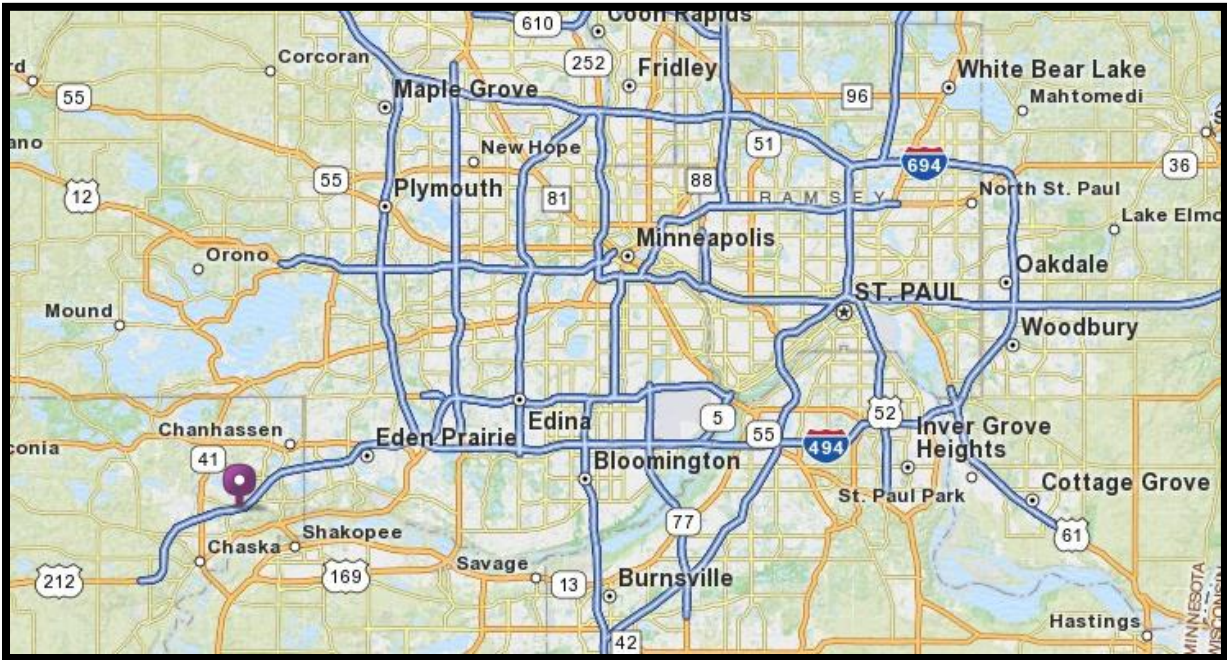 610
Coon Rapids
Corcoran
252
Fridley
White Bear Lake
rd
55
Maple Grove
96
Mahtomedi
ano
New Hope
51
694
36
55
Plymouth
88
12
81
RAMSEY
North St. Paul
Lake Elmo
Minneapolis
Orono
Oakdale
Mound
ST. PAUL
Woodbury
5
52
Edina
Chanhassen
Eden Prairie
55
494
Inver Grove
Heights
conia
41
Bloomington
St. Paul Park
Cottage Grove
77
61
Shakopee
Chaska
Savage
212
169
13
Burnsville
Hastings
42
MINNESOTA
WISCONSIN